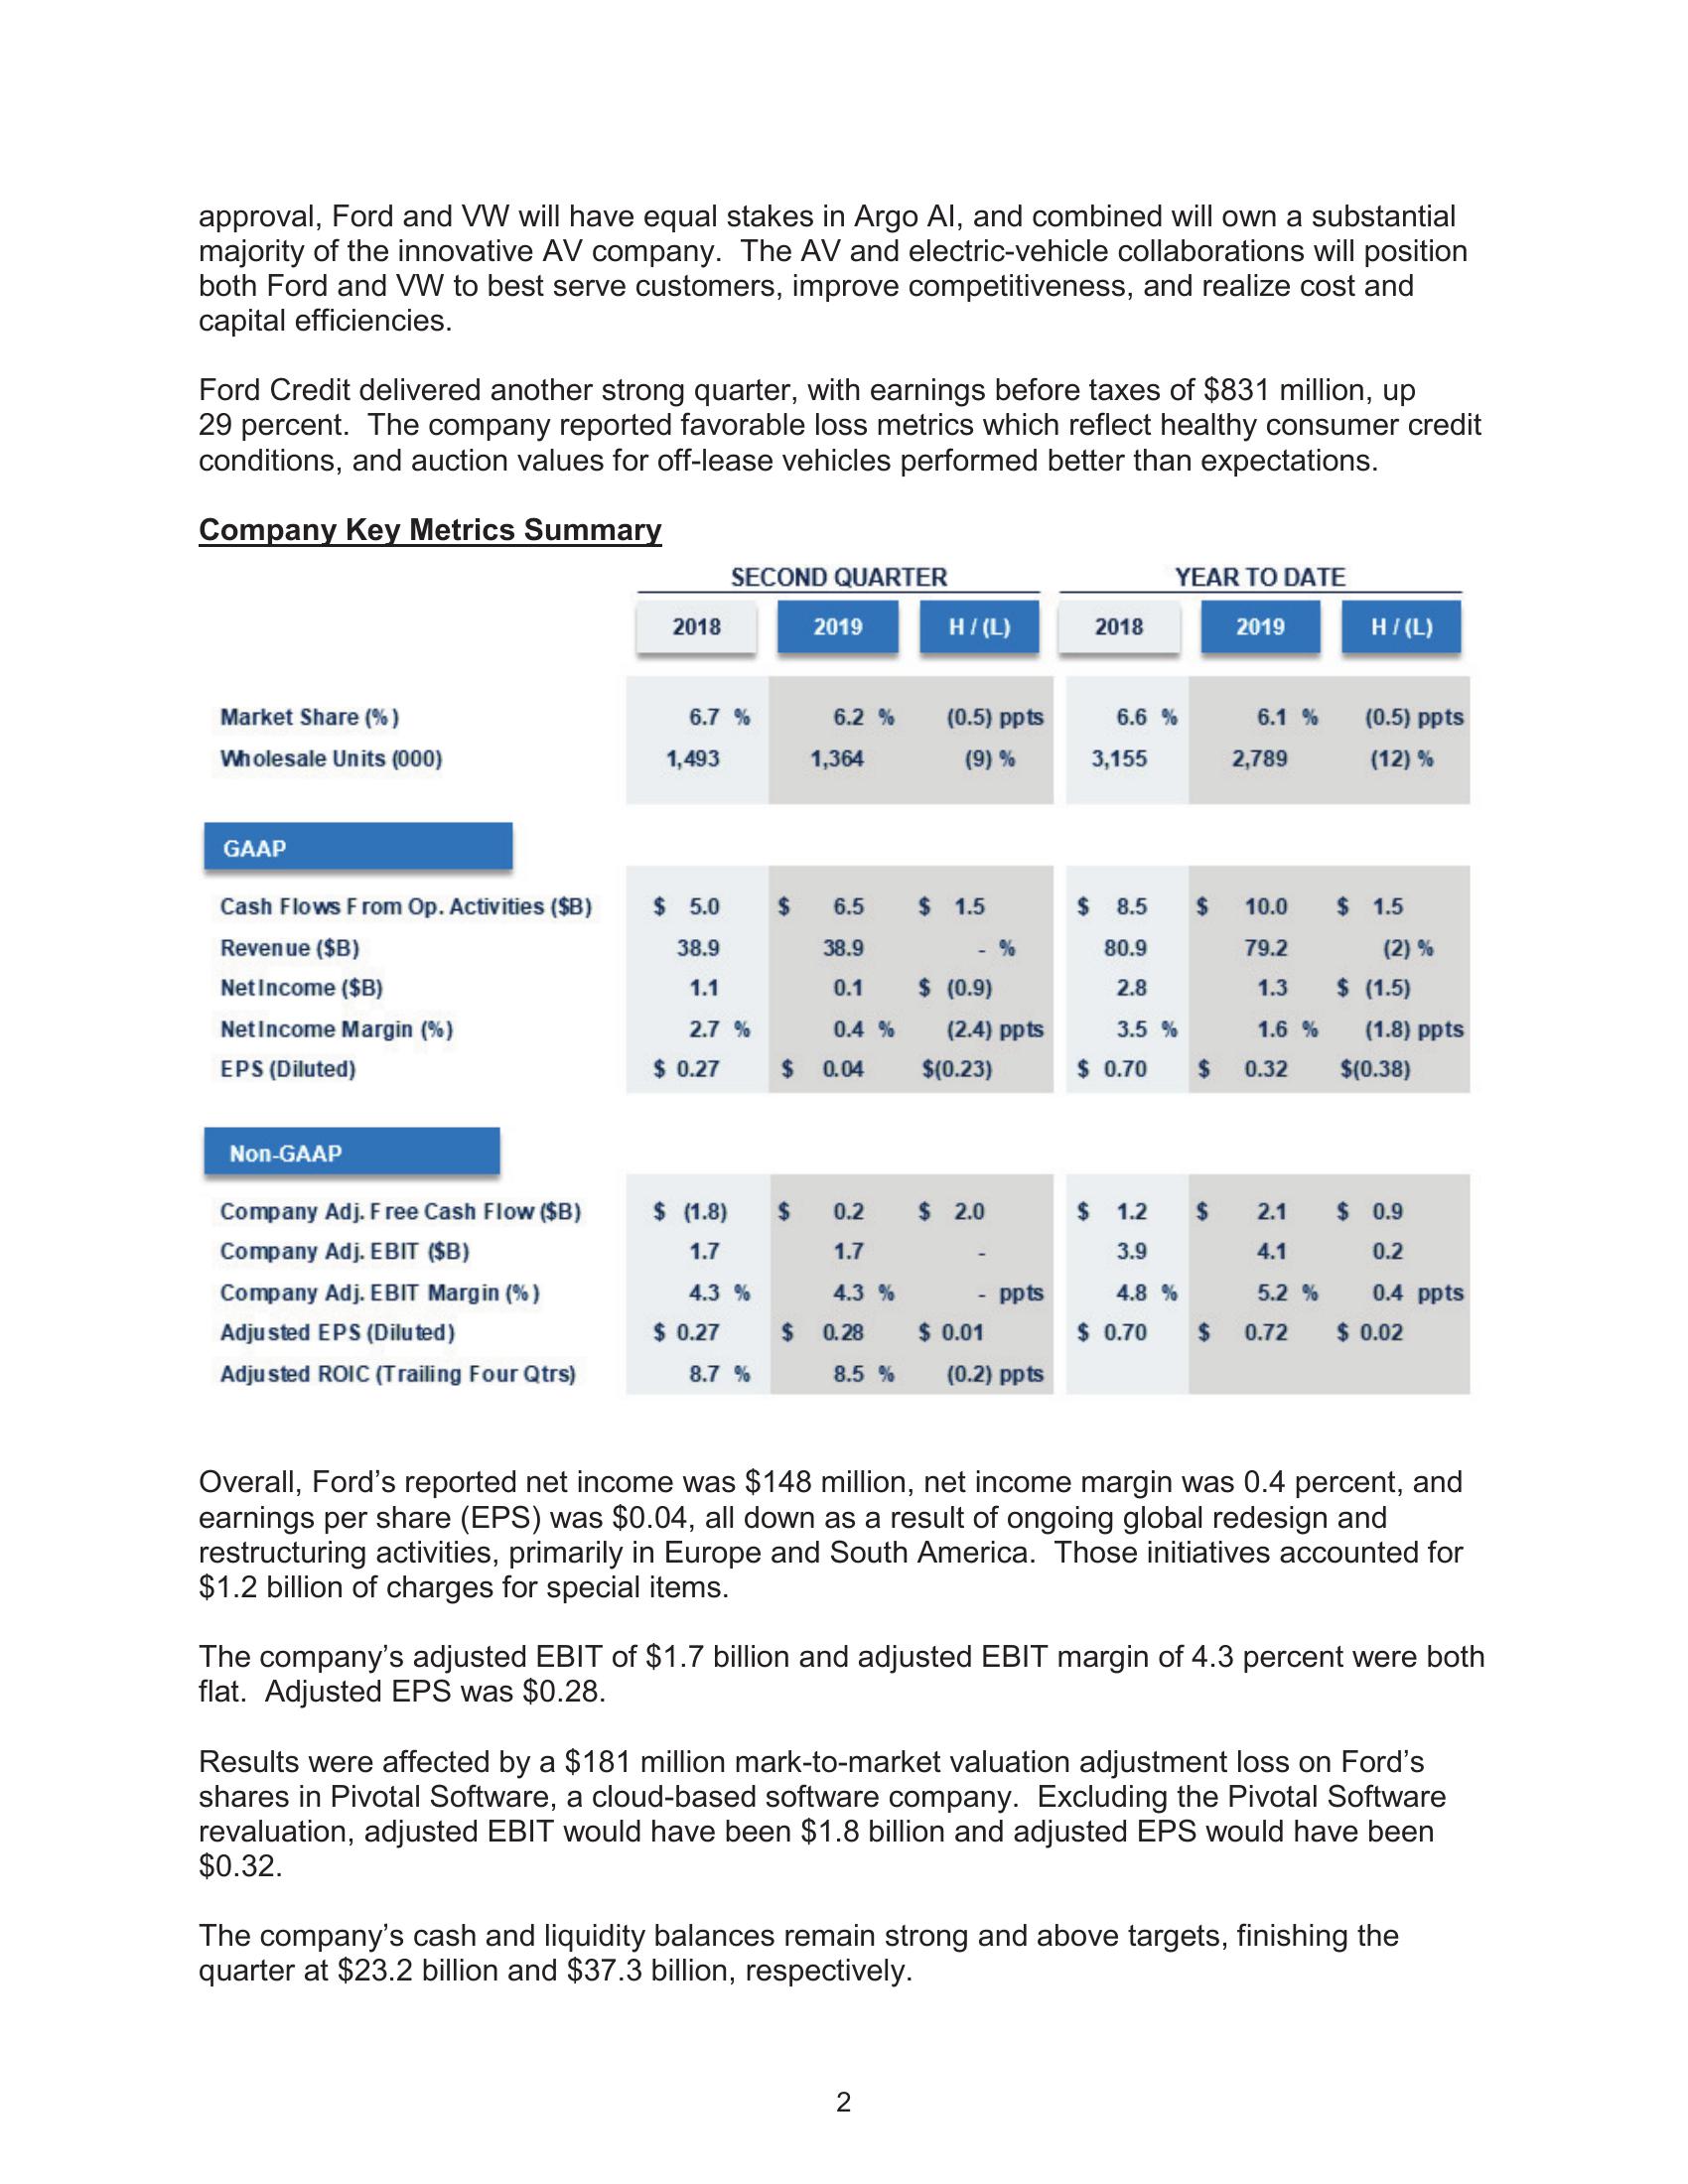 approval, Ford and VW will have equal stakes in Argo AI, and combined will own a substantial
majority of the innovative AV company.  The AV and electric-vehicle collaborations will position
both Ford and VW to best serve customers, improve competitiveness, and realize cost and
capital efficiencies.
Ford Credit delivered another strong quarter, with earnings before taxes of $831 million, up
29 percent.  The company reported favorable loss metrics which reflect healthy consumer credit
conditions, and auction values for off-lease vehicles performed better than expectations.
Company Key Metrics Summary
SECOND QUARTER YEAR TO DATE
2018 2019 H / (L) 2018 2019 H / (L)
Market Share (%) 6.7 % 6.2 % (0.5) ppts 6.6 % 6.1 % (0.5) ppts
Wholesale Units (000) 1,493 1,364 (9) % 3,155 2,789 (12) %
GAAP
Cash Flows From Op. Activities ($B) $ 5.0 $ 6.5 $ 1.5 $ 8.5 $ 10.0 $ 1.5
Revenue ($B) 38.9 38.9 - % 80.9 79.2 (2) %
Net Income ($B) 1.1 0.1 $ (0.9) 2.8 1.3 $ (1.5)
Net Income Margin (%) 2.7 % 0.4 % (2.4) ppts 3.5 % 1.6 % (1.8) ppts
EPS (Diluted) $ 0.27 $ 0.04 $(0.23) $ 0.70 $ 0.32 $(0.38)
Non-GAAP
Company Adj. Free Cash Flow ($B) $ (1.8) $ 0.2 $ 2.0 $ 1.2 $ 2.1 $ 0.9
Company Adj. EBIT ($B) 1.7 1.7 - 3.9 4.1 0.2
Company Adj. EBIT Margin (%) 4.3 % 4.3 % - ppts 4.8 % 5.2 % 0.4 ppts
Adjusted EPS (Diluted) $ 0.27 $ 0.28 $ 0.01 $ 0.70 $ 0.72 $ 0.02
Adjusted ROIC (Trailing Four Qtrs) 8.7 % 8.5 % (0.2) ppts
Overall, Ford’s reported net income was $148 million, net income margin was 0.4 percent, and
earnings per share (EPS) was $0.04, all down as a result of ongoing global redesign and
restructuring activities, primarily in Europe and South America.  Those initiatives accounted for
$1.2 billion of charges for special items.
The company’s adjusted EBIT of $1.7 billion and adjusted EBIT margin of 4.3 percent were both
flat.  Adjusted EPS was $0.28.
Results were affected by a $181 million mark-to-market valuation adjustment loss on Ford’s
shares in Pivotal Software, a cloud-based software company.  Excluding the Pivotal Software
revaluation, adjusted EBIT would have been $1.8 billion and adjusted EPS would have been
$0.32.
The company’s cash and liquidity balances remain strong and above targets, finishing the
quarter at $23.2 billion and $37.3 billion, respectively.
2